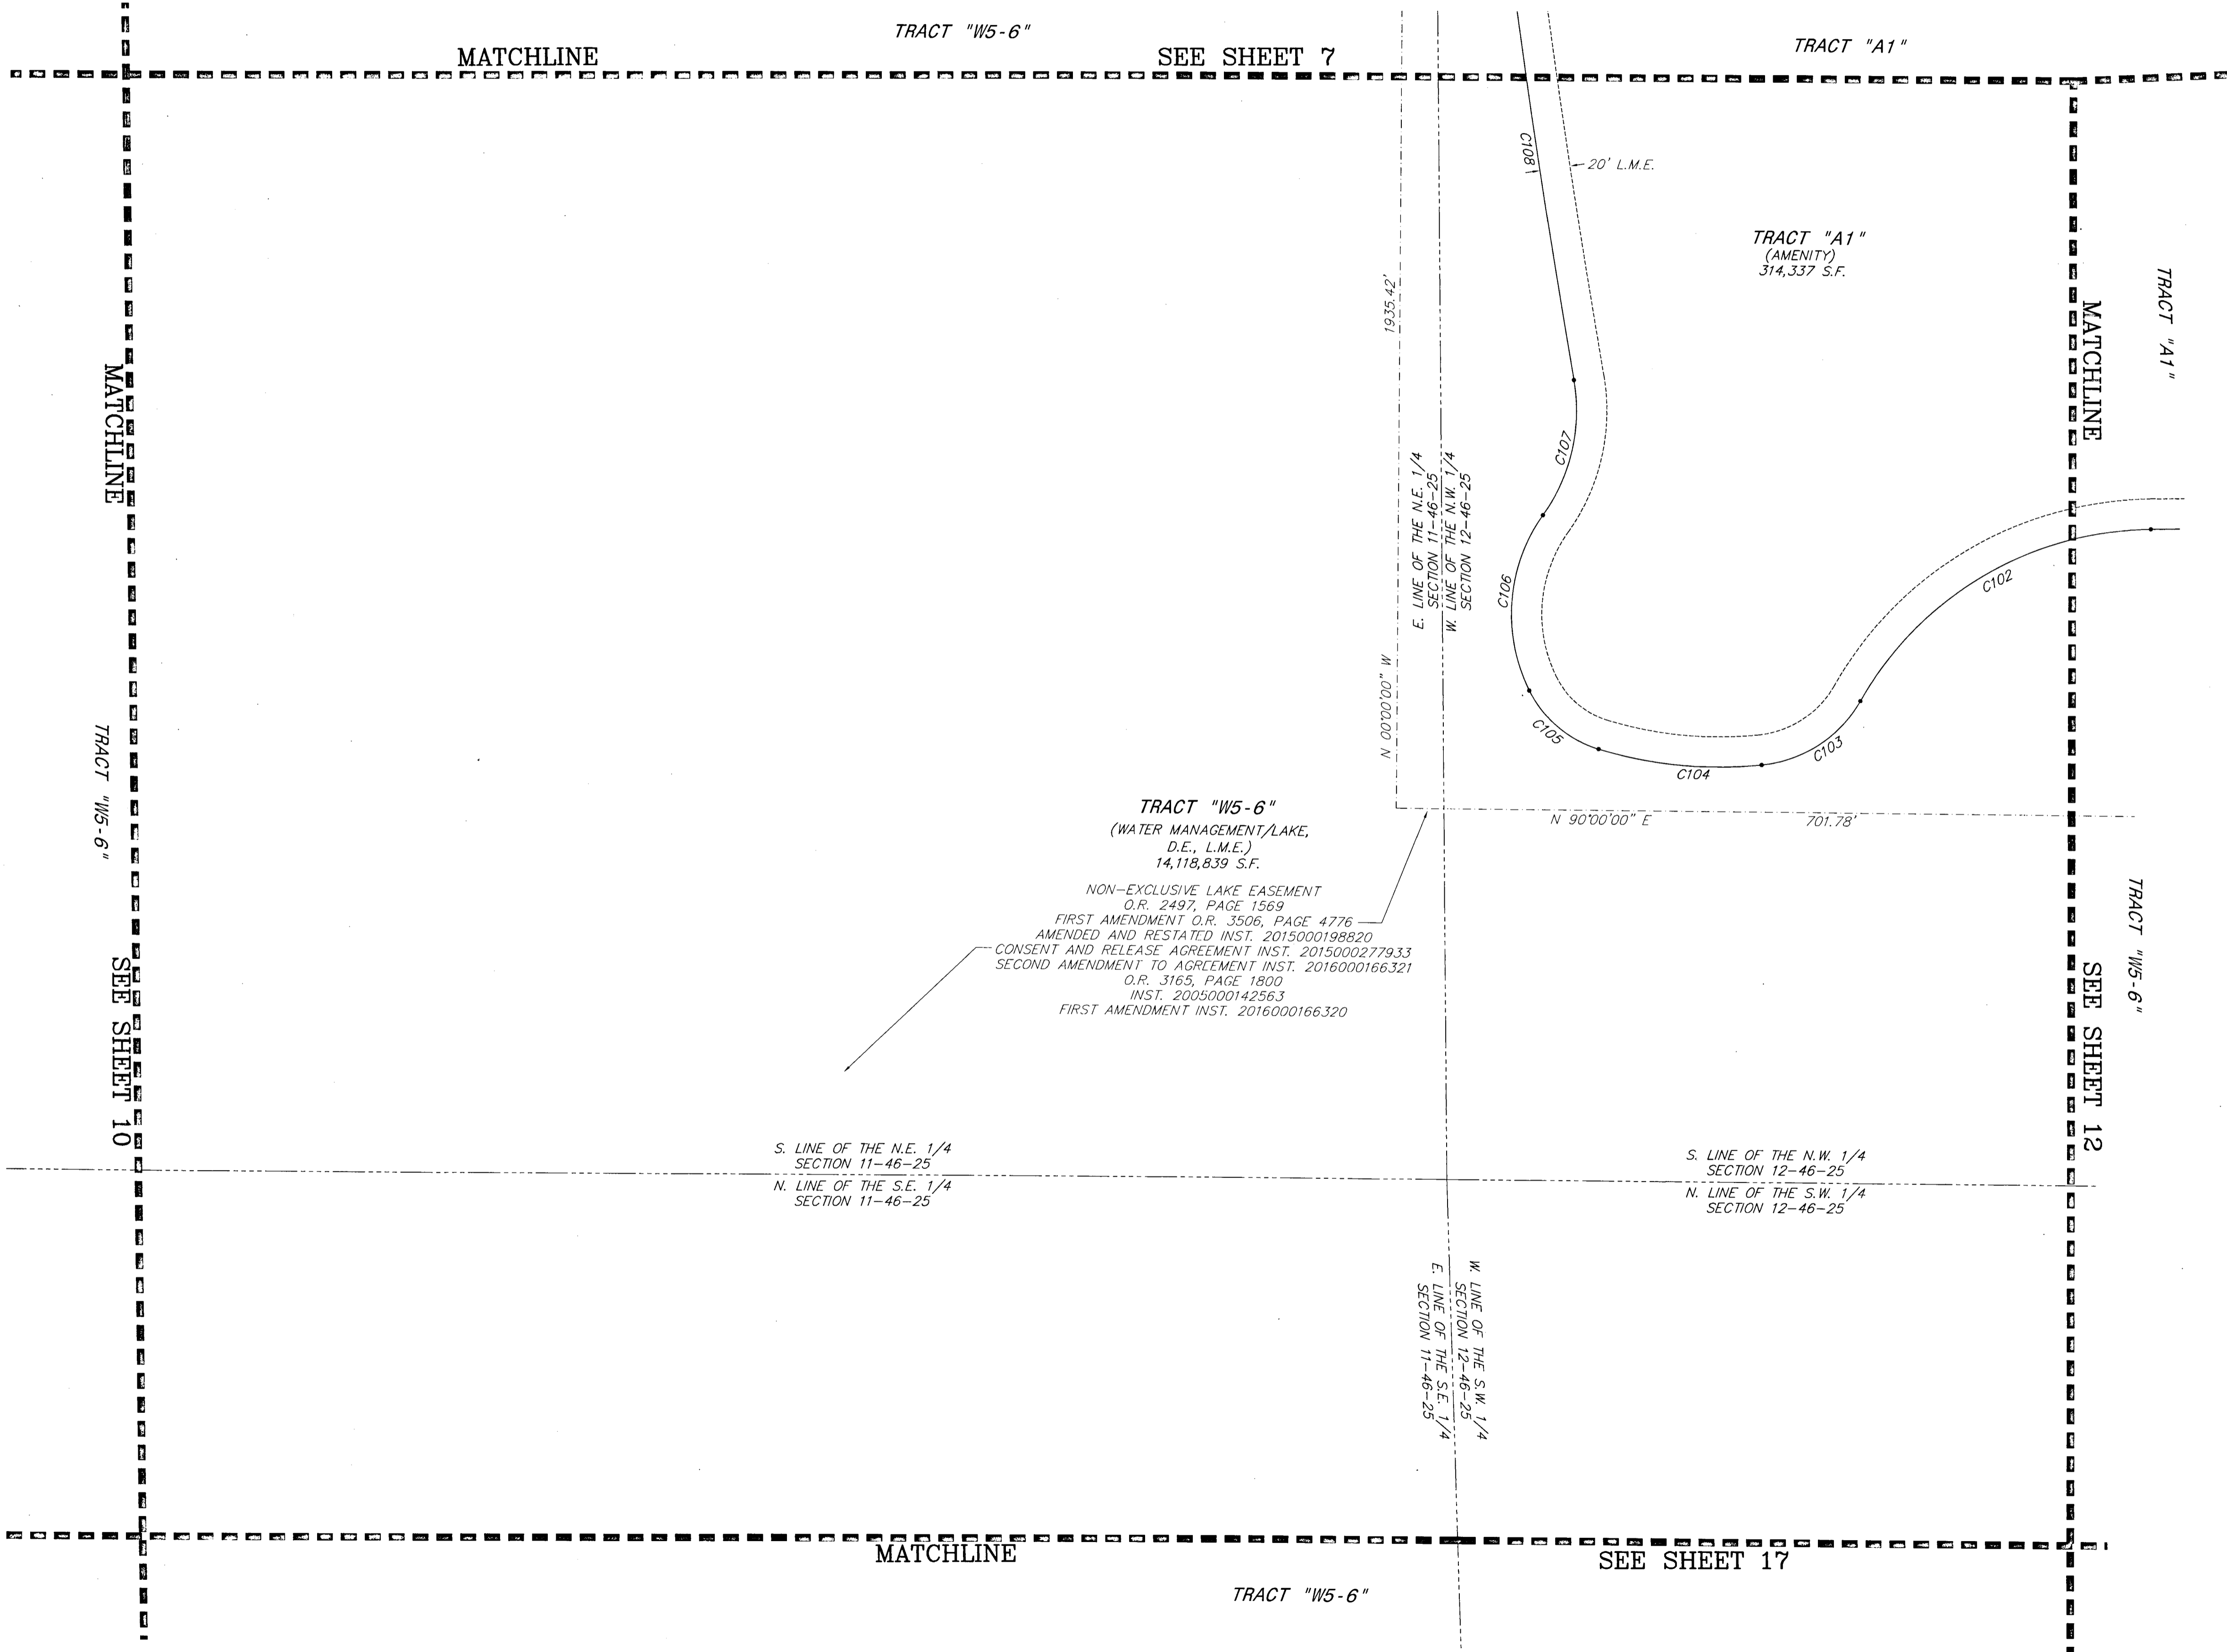 TRACT "W5-6"
MATCHLINE
SEE SHEET 7
TRACT "A1"
C108
20' L.M.E.
TRACT "A1"
(AMENITY)
314,337 S.F.
TRACT "A1"
MATCHLINE
MATCHLINE
1935.42'
N 00°00'00" W
E. LINE OF THE N.E. 1/4
SECTION 11-46-25
W. LINE OF THE N.W. 1/4
SECTION 12-46-25
C107
C106
C105
C104
C103
C102
TRACT "W5-6"
TRACT "W5-6"
(WATER MANAGEMENT/LAKE,
D.E., L.M.E.)
14,118,839 S.F.
N 90°00'00" E
701.78'
NON-EXCLUSIVE LAKE EASEMENT
O.R. 2497, PAGE 1569
FIRST AMENDMENT O.R. 3506, PAGE 4776
AMENDED AND RESTATED INST. 2015000198820
CONSENT AND RELEASE AGREEMENT INST. 2015000277933
SECOND AMENDMENT TO AGREEMENT INST. 2016000166321
O.R. 3165, PAGE 1800
INST. 2005000142563
FIRST AMENDMENT INST. 2016000166320
TRACT "W5-6"
SEE SHEET 10
SEE SHEET 12
S. LINE OF THE N.E. 1/4
SECTION 11-46-25
N. LINE OF THE S.E. 1/4
SECTION 11-46-25
S. LINE OF THE N.W. 1/4
SECTION 12-46-25
N. LINE OF THE S.W. 1/4
SECTION 12-46-25
W. LINE OF THE S.W. 1/4
SECTION 12-46-25
E. LINE OF THE S.E. 1/4
SECTION 11-46-25
MATCHLINE
SEE SHEET 17
TRACT "W5-6"